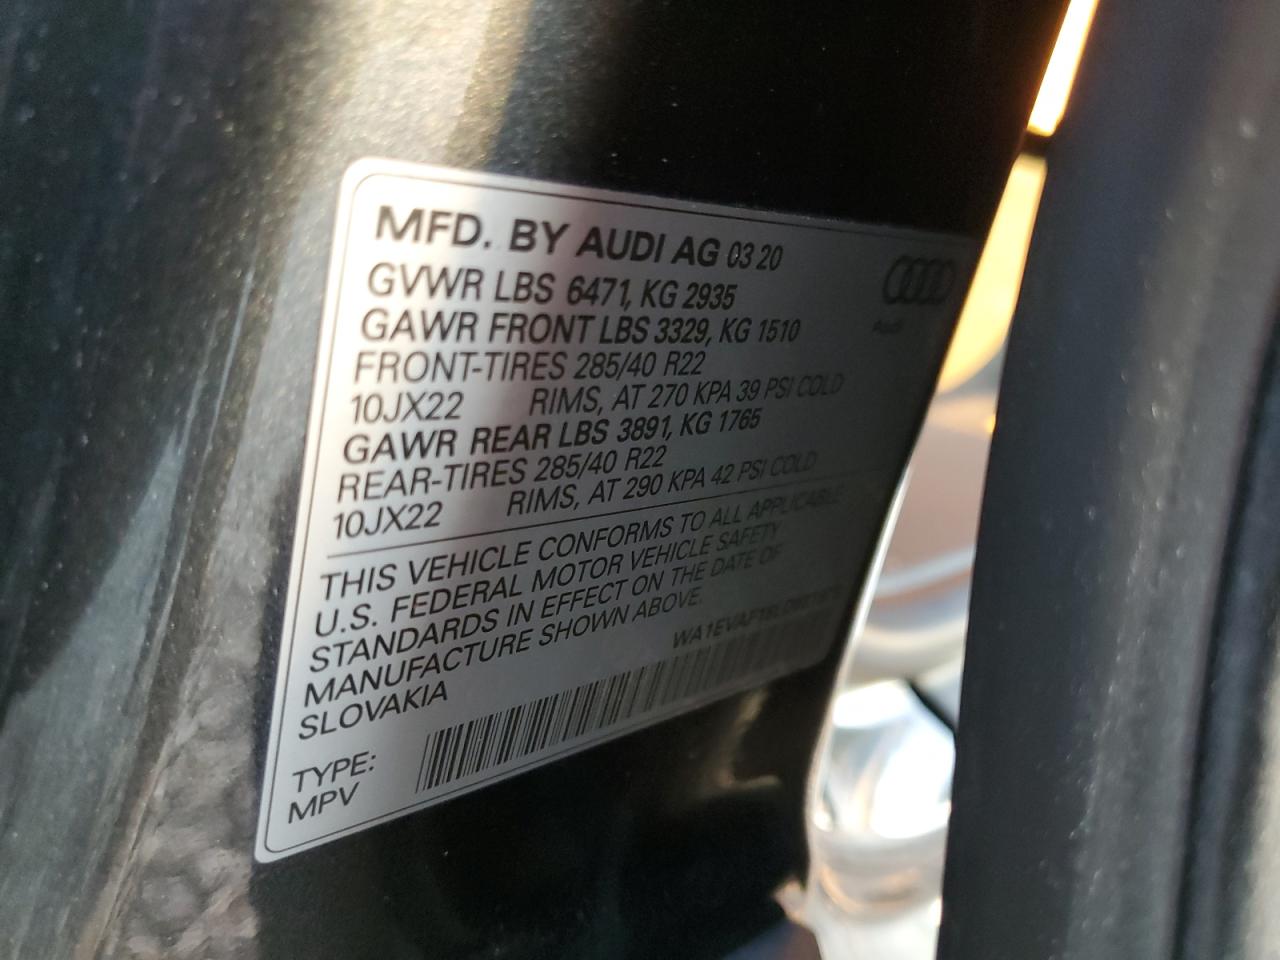 MFD. BY AUDI AG 03 20
GVWR LBS 6471, KG 2935
GAWR FRONT LBS 3329, KG 1510
FRONT-TIRES 285/40 R22
10JX22 RIMS, AT 270 KPA 39 PSI COLD
GAWR REAR LBS 3891, KG 1765
REAR-TIRES 285/40 R22
10JX22 RIMS, AT 290 KPA 42 PSI COLD
THIS VEHICLE CONFORMS TO ALL APPLICABLE
U.S. FEDERAL MOTOR VEHICLE SAFETY
STANDARDS IN EFFECT ON THE DATE OF
MANUFACTURE SHOWN ABOVE.
SLOVAKIA
TYPE:
MPV
Audi